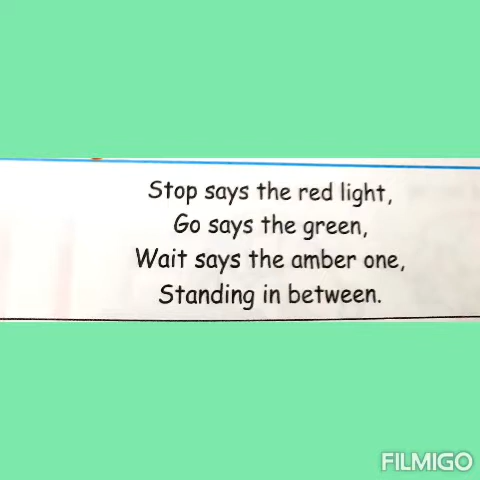 Stop says the red light,
Go says the green,
Wait says the amber one,
Standing in between.
FILMIGO